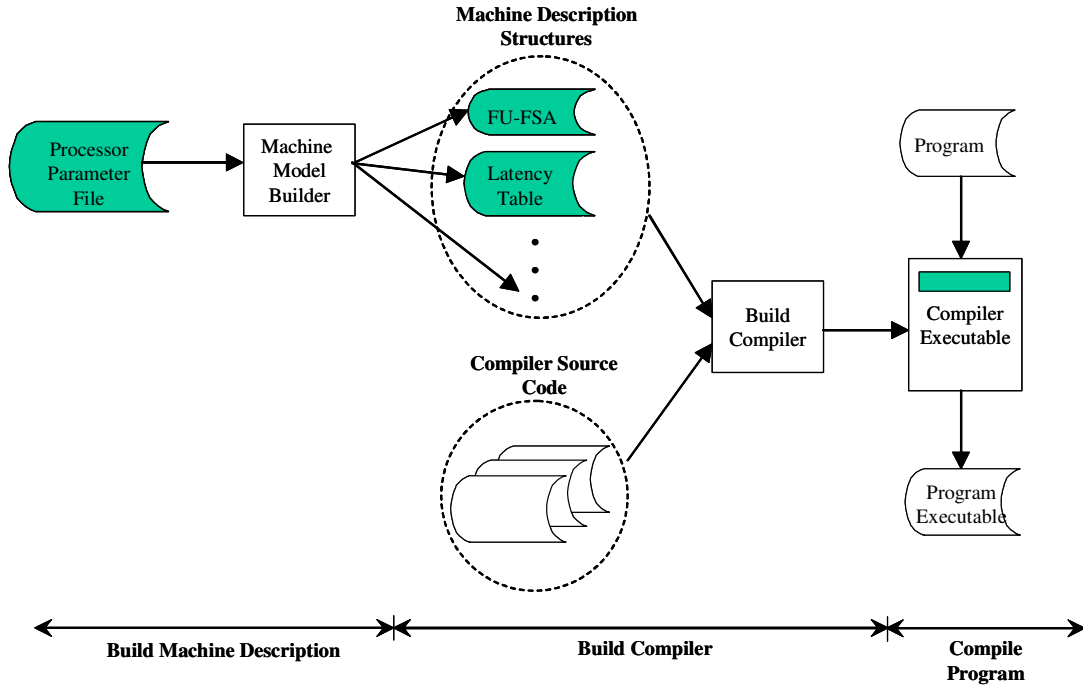 Machine Description
Structures
FU-FSA
Processor
Parameter
File
Machine
Model
Builder
Latency
Table
Program
Build
Compiler
Compiler
Executable
Compiler Source
Code
Program
Executable
Build Machine Description
Build Compiler
Compile
Program